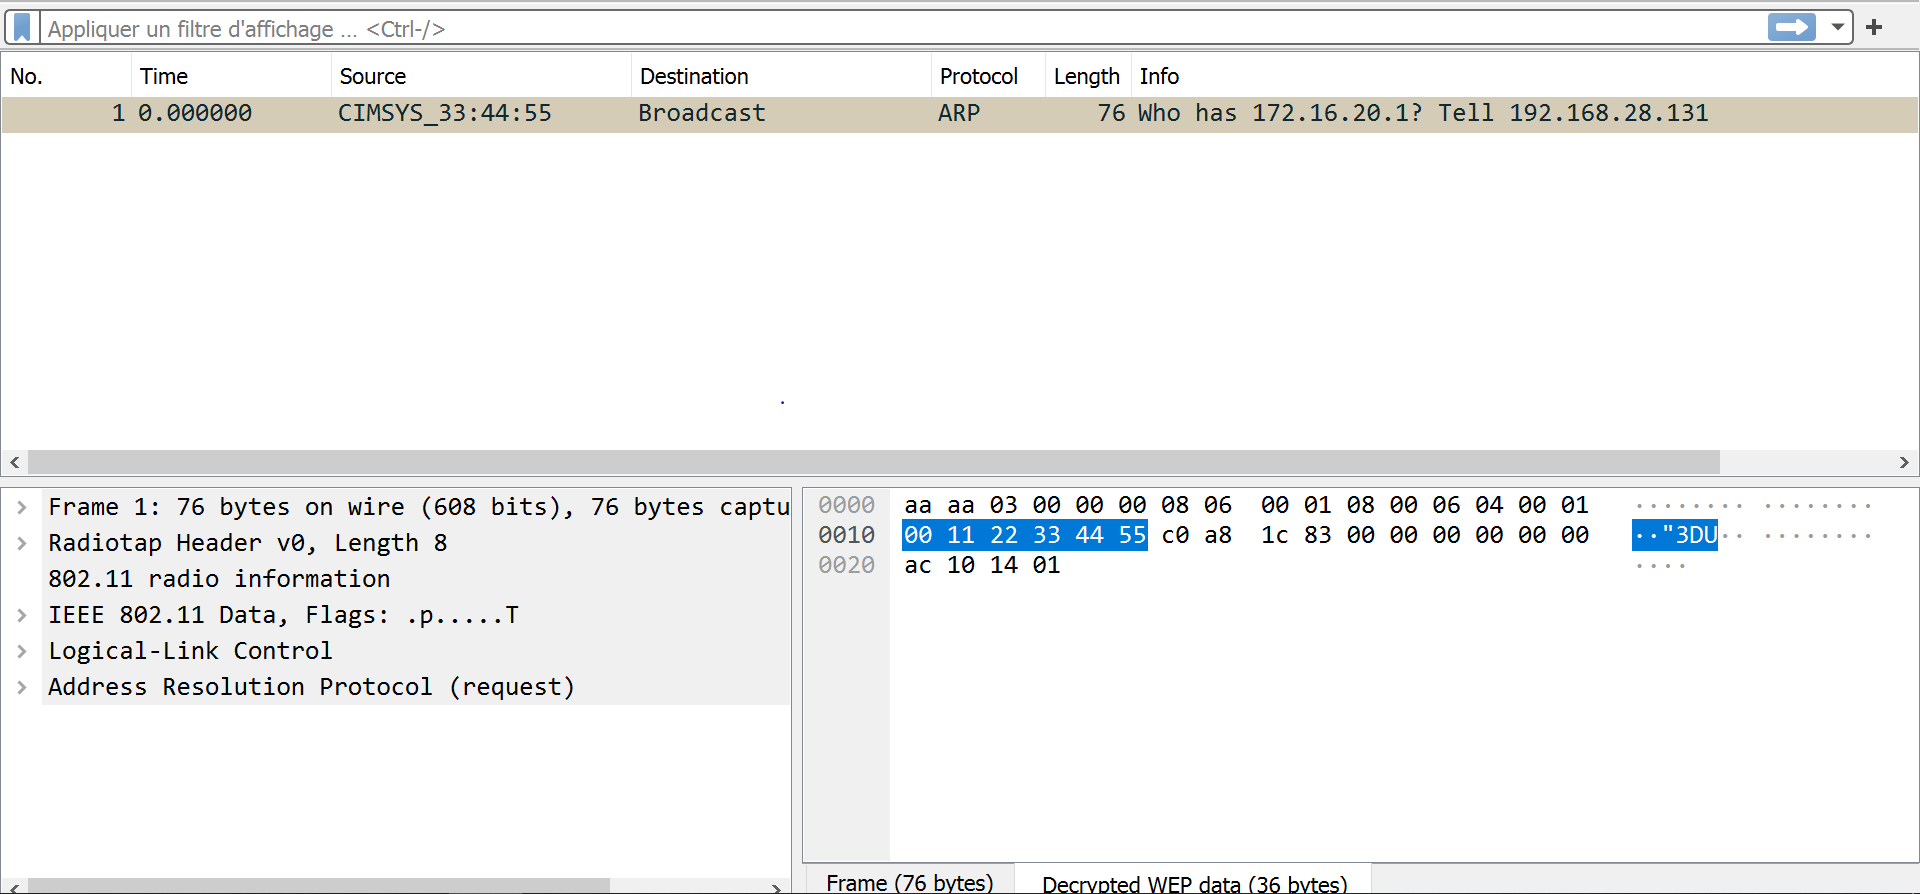 Appliquer un filtre d'affichage ... <Ctrl-/>
No. Time Source Destination Protocol Length Info
1 0.000000 CIMSYS_33:44:55 Broadcast ARP 76 Who has 172.16.20.1? Tell 192.168.28.131
Frame 1: 76 bytes on wire (608 bits), 76 bytes captu
Radiotap Header v0, Length 8
802.11 radio information
IEEE 802.11 Data, Flags: .p.....T
Logical-Link Control
Address Resolution Protocol (request)
0000 aa aa 03 00 00 00 08 06 00 01 08 00 06 04 00 01 ········ ········
0010 00 11 22 33 44 55 c0 a8 1c 83 00 00 00 00 00 00 ··"3DU·· ········
0020 ac 10 14 01 ····
Frame (76 bytes) Decrypted WEP data (36 bytes)